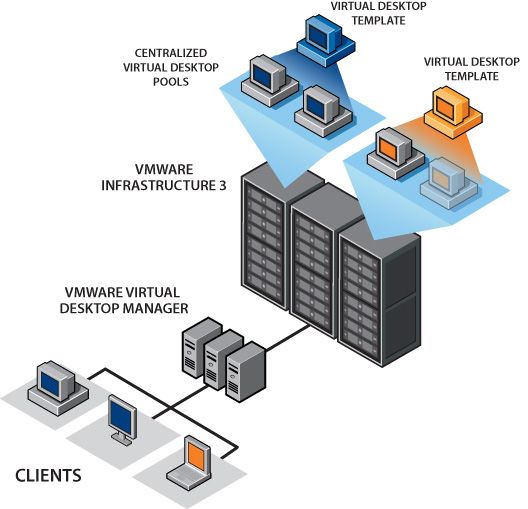 VIRTUAL DESKTOP
TEMPLATE
CENTRALIZED
VIRTUAL DESKTOP
POOLS
VIRTUAL DESKTOP
TEMPLATE
VMWARE
INFRASTRUCTURE 3
VMWARE VIRTUAL
DESKTOP MANAGER
CLIENTS